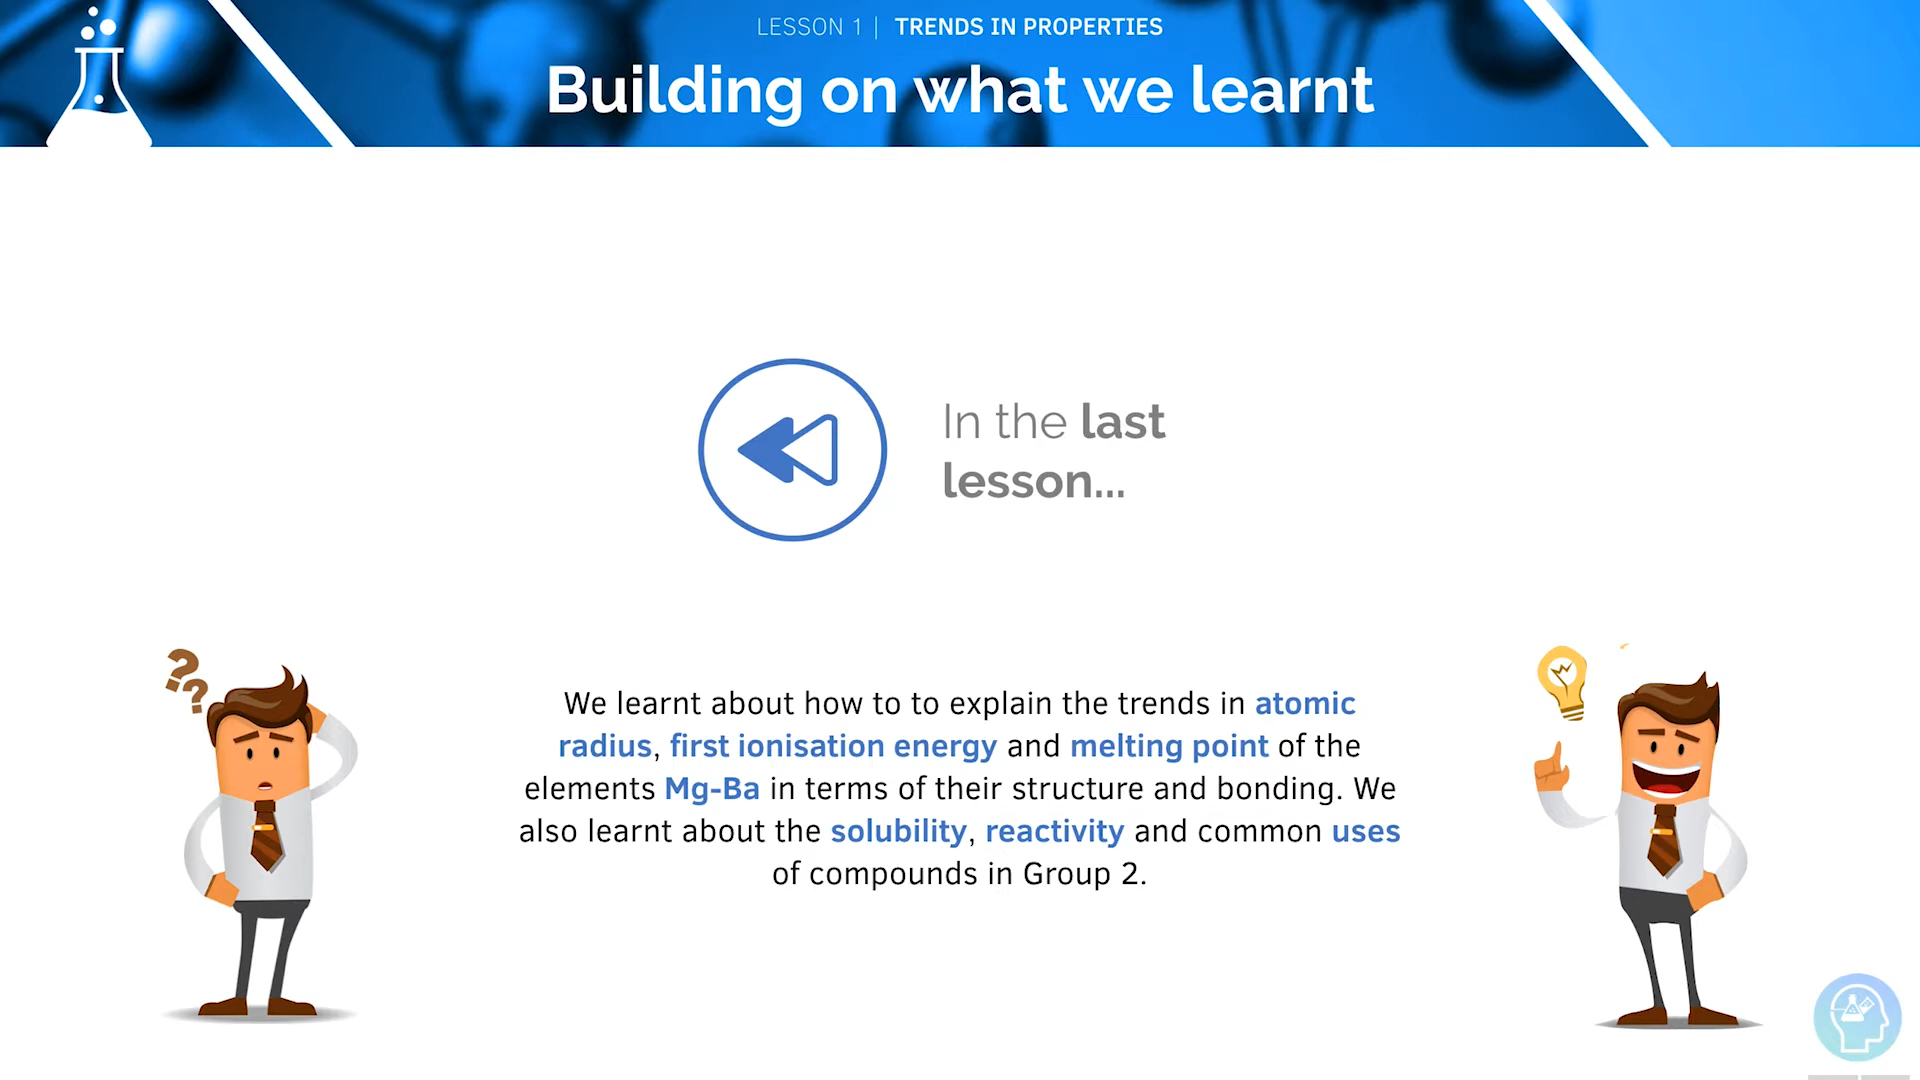 LESSON 1 | TRENDS IN PROPERTIES
Building on what we learnt
In the last
lesson...
??
We learnt about how to to explain the trends in atomic
radius, first ionisation energy and melting point of the
elements Mg-Ba in terms of their structure and bonding. We
also learnt about the solubility, reactivity and common uses
of compounds in Group 2.